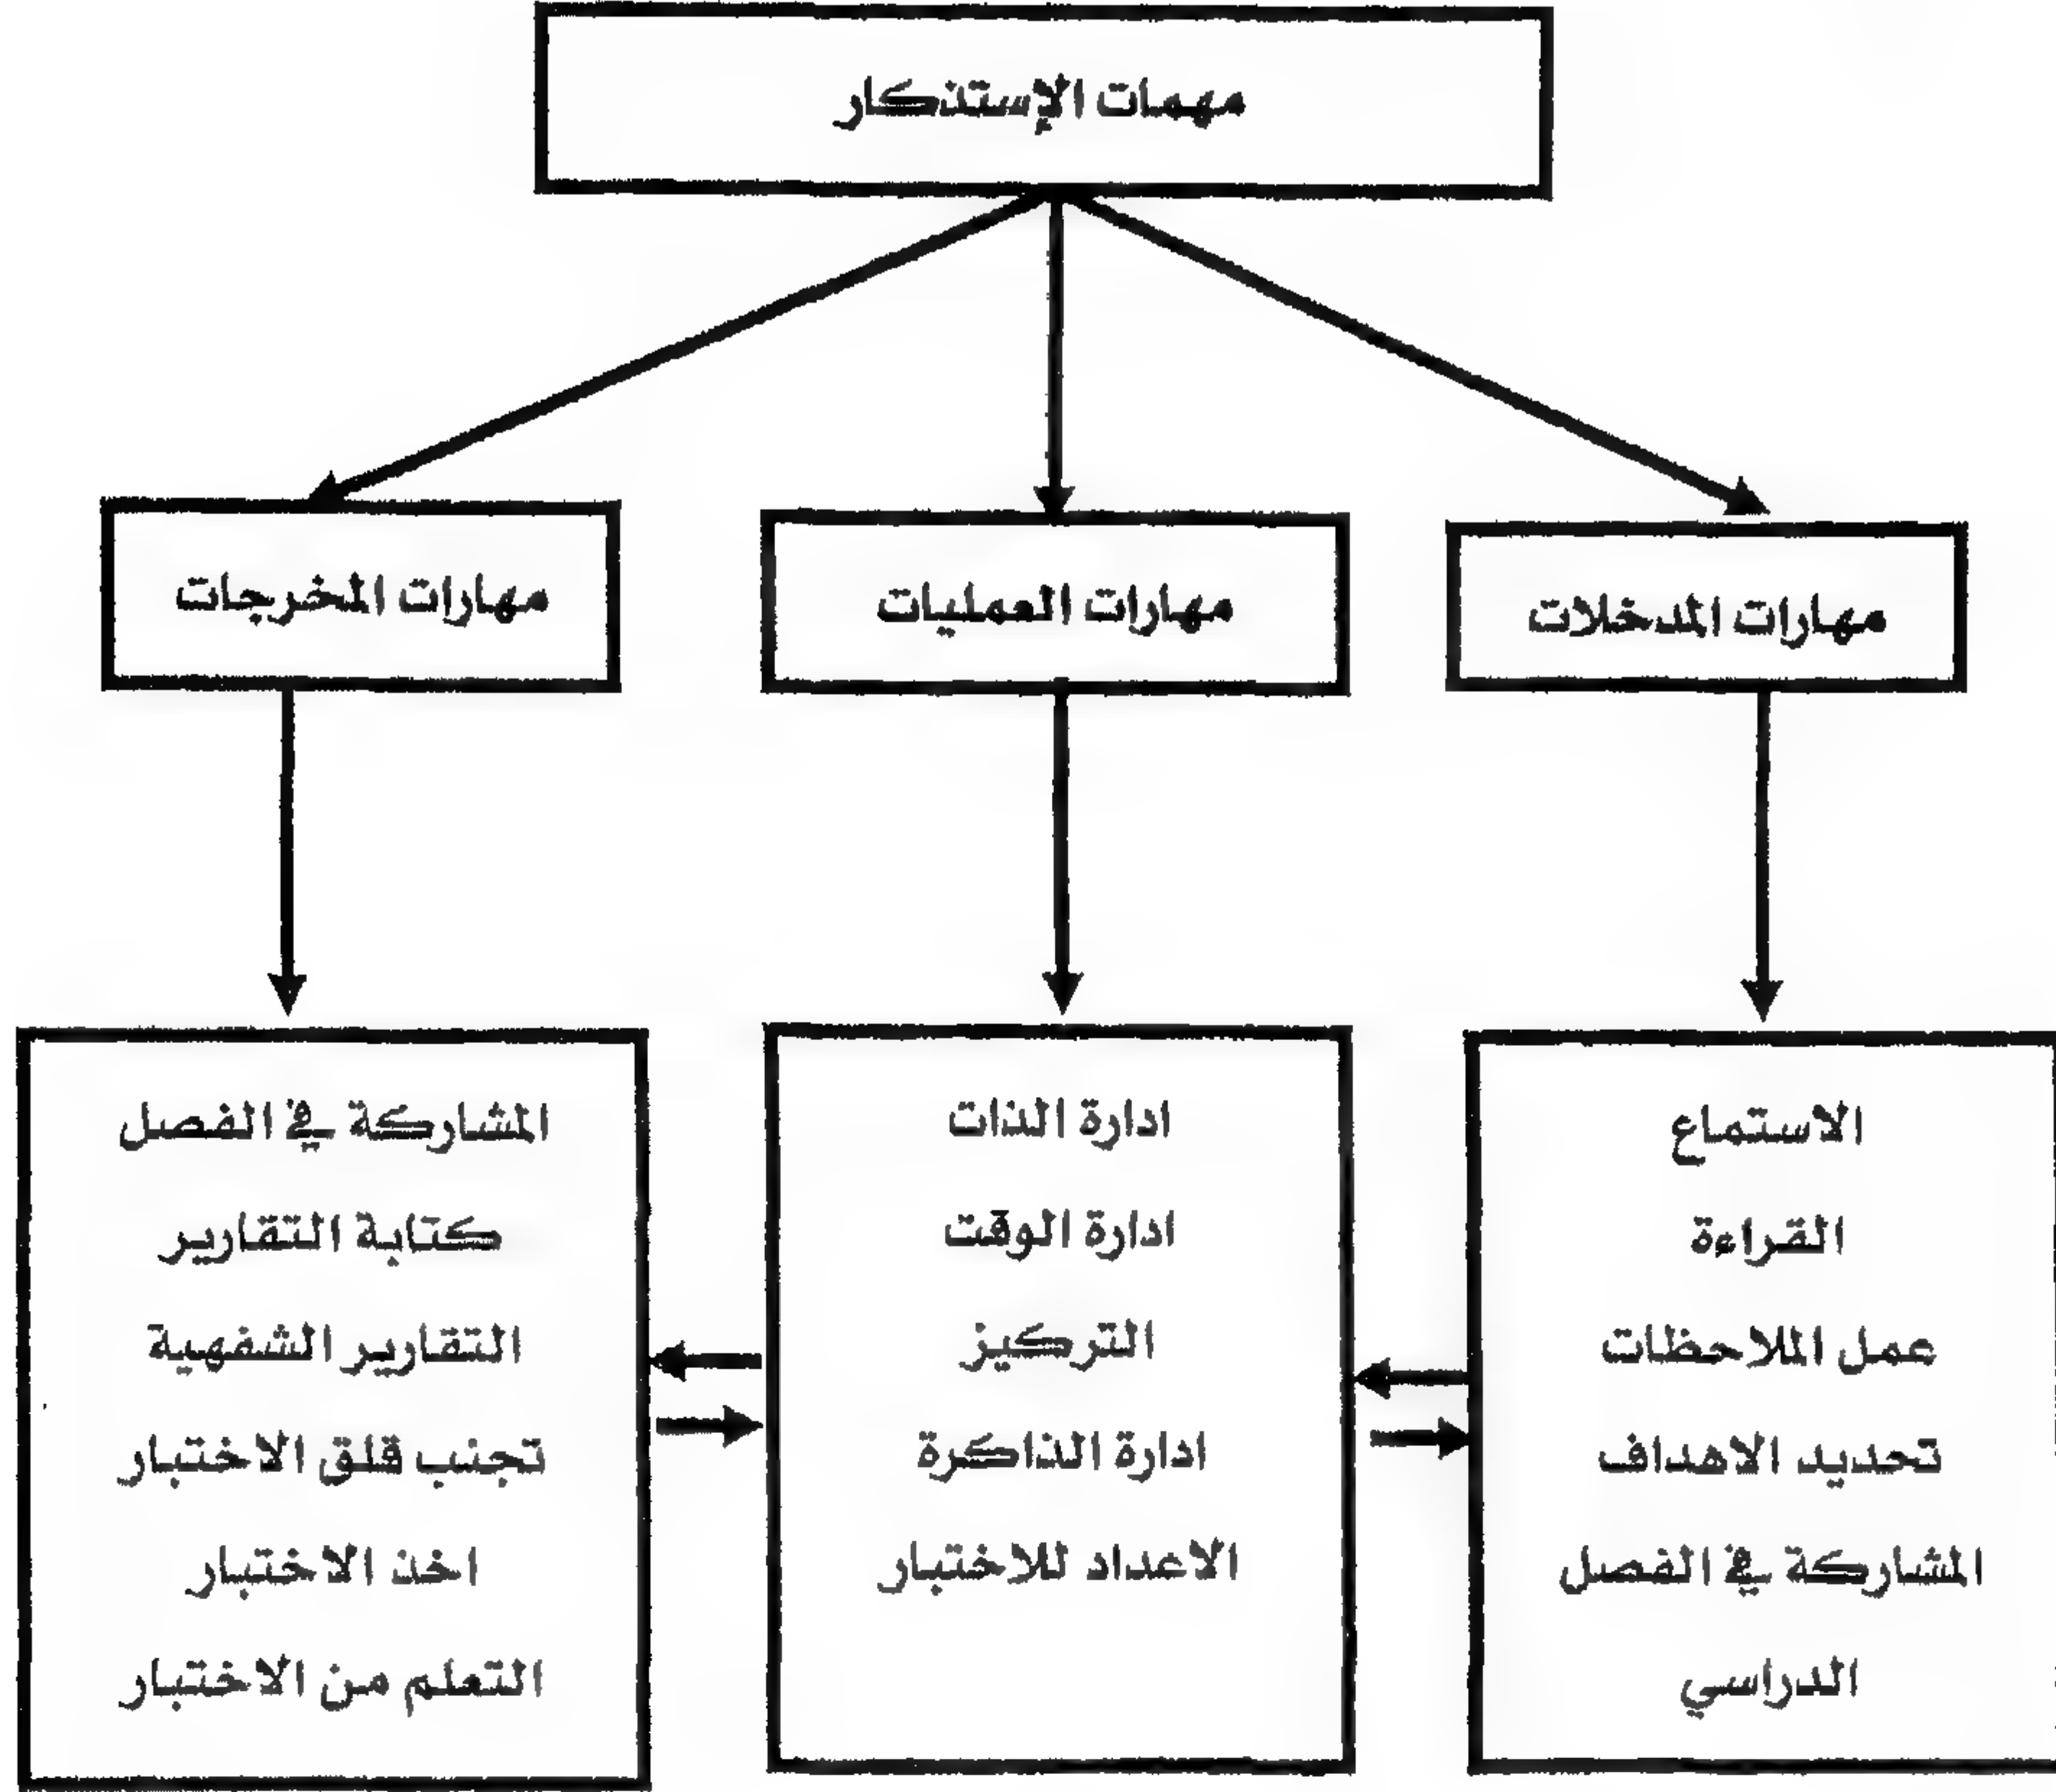 مهمات الإستذكار
مهارات المدخلات
مهارات العمليات
مهارات المخرجات
الاستماع
القراءة
عمل الملاحظات
تحديد الاهداف
المشاركة في الفصل
الدراسي
ادارة الذات
ادارة الوقت
التركيز
ادارة الذاكرة
الاعداد للاختبار
المشاركة في الفصل
كتابة التقارير
التقارير الشفهية
تجنب قلق الاختبار
اخذ الاختبار
التعلم من الاختبار